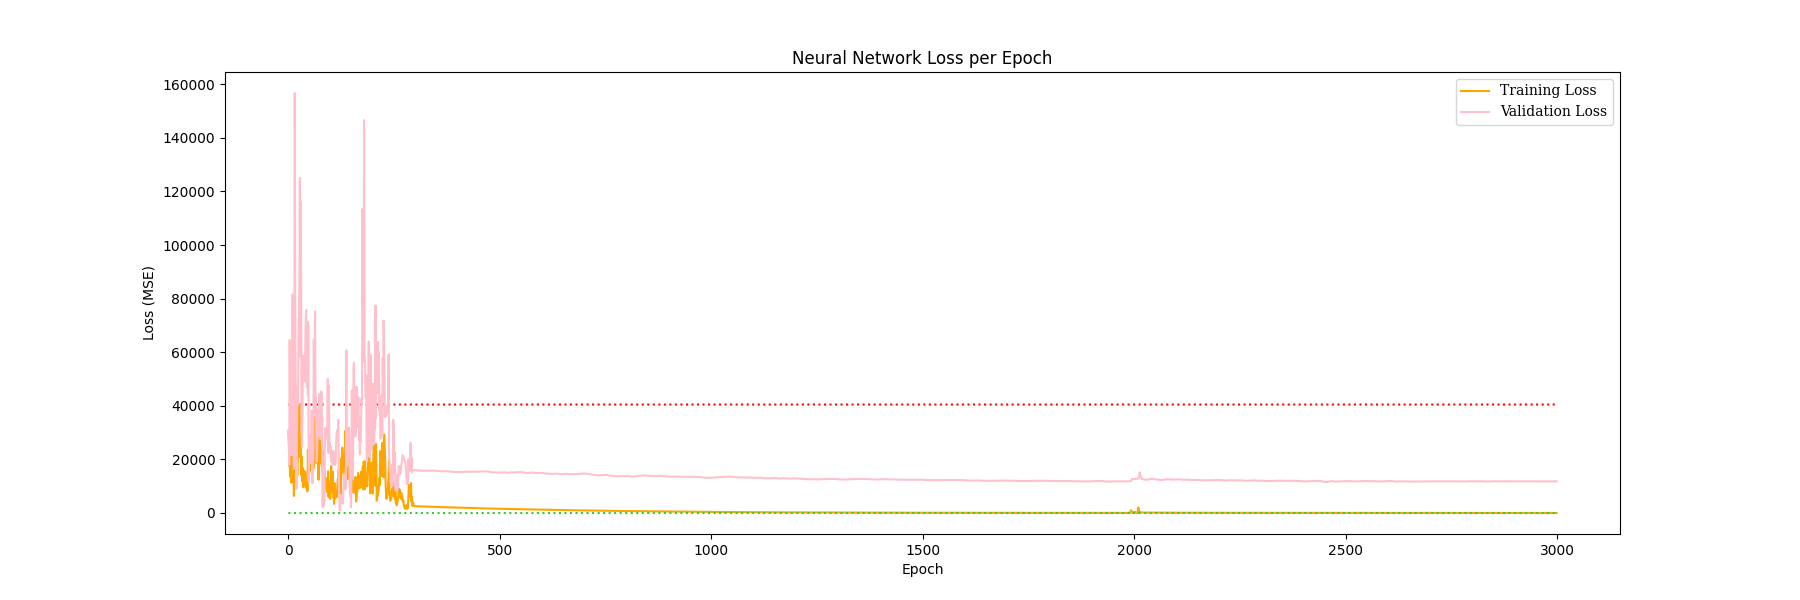 Neural Network Loss per Epoch
Training Loss
Validation Loss
Loss (MSE)
160000
140000
120000
100000
80000
60000
40000
20000
0
0 500 1000 1500 2000 2500 3000
Epoch